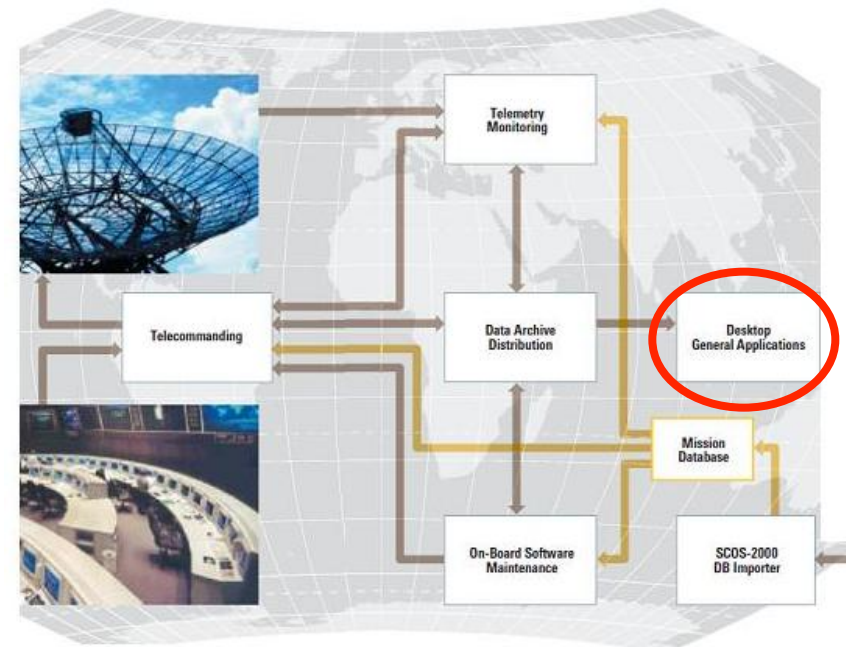 Telemetry
Monitoring
Telecommanding
Data Archive
Distribution
Desktop
General Applications
Mission
Database
On-Board Software
Maintenance
SCOS-2000
DB Importer